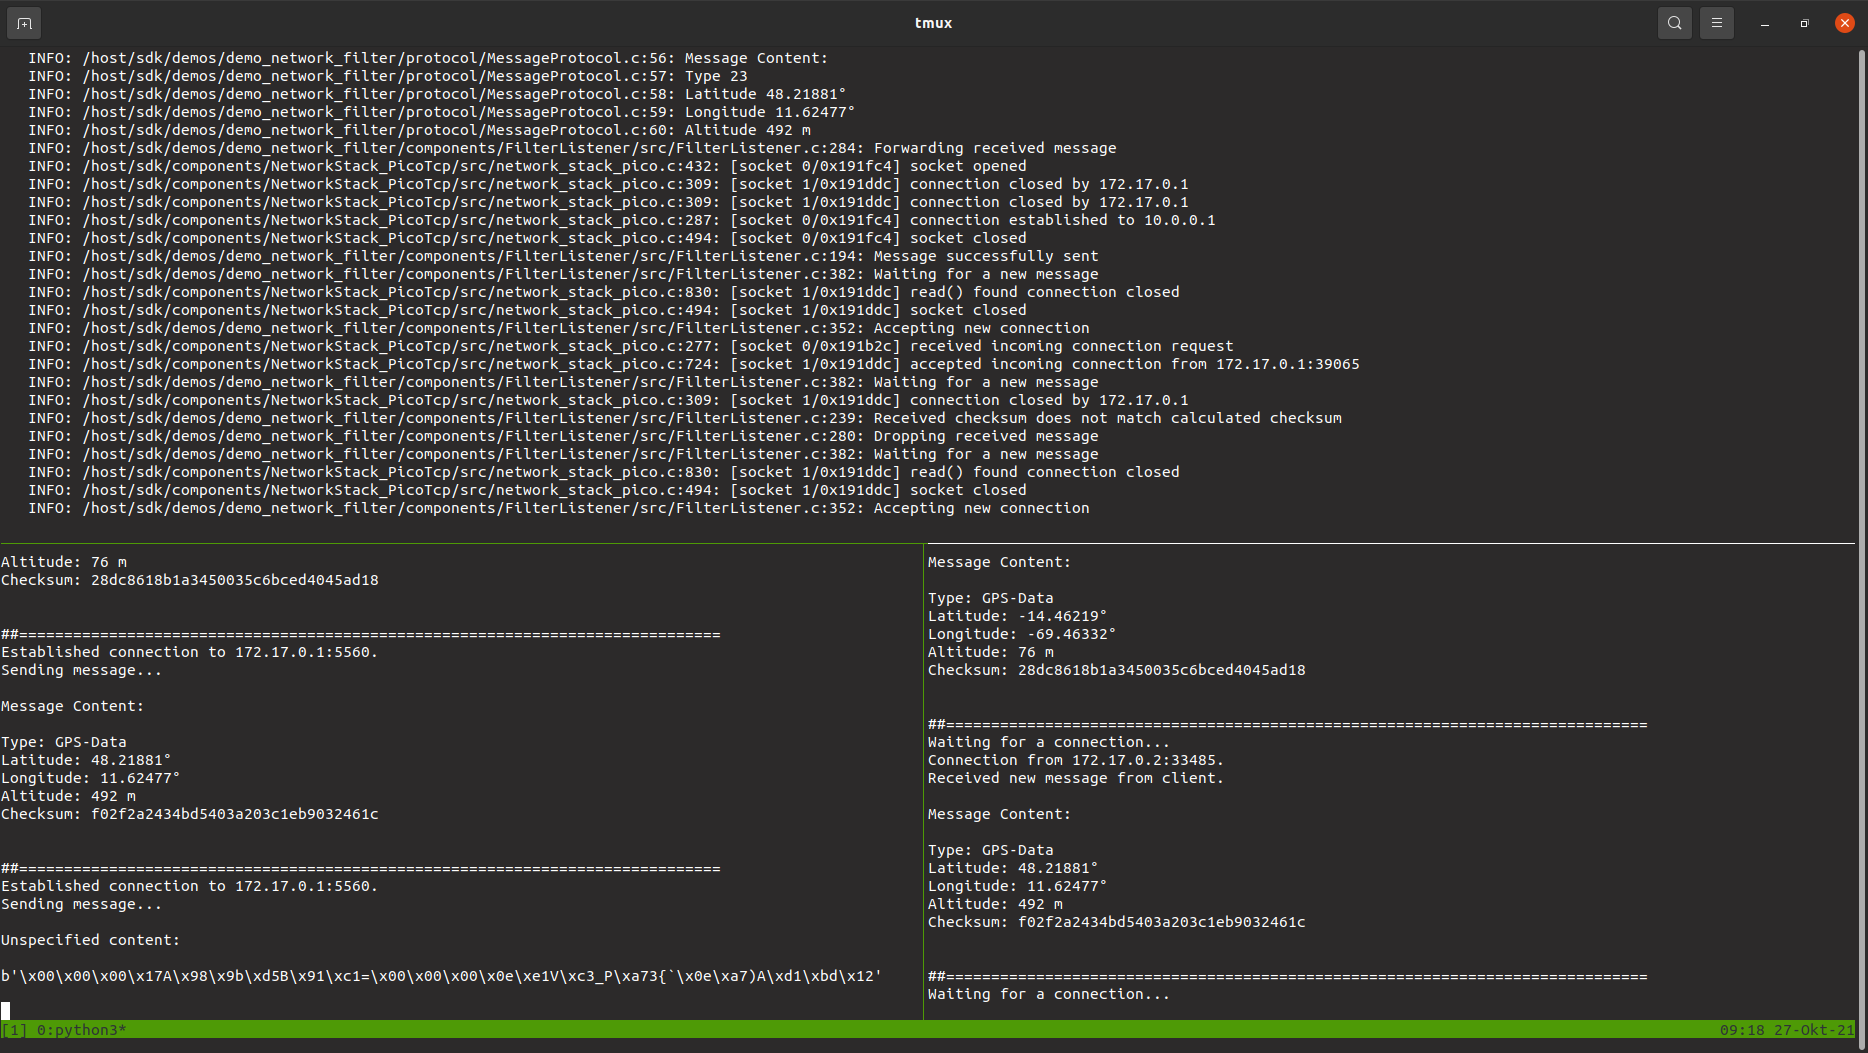 tmux
INFO: /host/sdk/demos/demo_network_filter/protocol/MessageProtocol.c:56: Message Content:
INFO: /host/sdk/demos/demo_network_filter/protocol/MessageProtocol.c:57: Type 23
INFO: /host/sdk/demos/demo_network_filter/protocol/MessageProtocol.c:58: Latitude 48.21881°
INFO: /host/sdk/demos/demo_network_filter/protocol/MessageProtocol.c:59: Longitude 11.62477°
INFO: /host/sdk/demos/demo_network_filter/protocol/MessageProtocol.c:60: Altitude 492 m
INFO: /host/sdk/demos/demo_network_filter/components/FilterListener/src/FilterListener.c:284: Forwarding received message
INFO: /host/sdk/components/NetworkStack_PicoTcp/src/network_stack_pico.c:432: [socket 0/0x191fc4] socket opened
INFO: /host/sdk/components/NetworkStack_PicoTcp/src/network_stack_pico.c:309: [socket 1/0x191ddc] connection closed by 172.17.0.1
INFO: /host/sdk/components/NetworkStack_PicoTcp/src/network_stack_pico.c:309: [socket 1/0x191ddc] connection closed by 172.17.0.1
INFO: /host/sdk/components/NetworkStack_PicoTcp/src/network_stack_pico.c:287: [socket 0/0x191fc4] connection established to 10.0.0.1
INFO: /host/sdk/components/NetworkStack_PicoTcp/src/network_stack_pico.c:494: [socket 0/0x191fc4] socket closed
INFO: /host/sdk/demos/demo_network_filter/components/FilterListener/src/FilterListener.c:194: Message successfully sent
INFO: /host/sdk/demos/demo_network_filter/components/FilterListener/src/FilterListener.c:382: Waiting for a new message
INFO: /host/sdk/components/NetworkStack_PicoTcp/src/network_stack_pico.c:830: [socket 1/0x191ddc] read() found connection closed
INFO: /host/sdk/components/NetworkStack_PicoTcp/src/network_stack_pico.c:494: [socket 1/0x191ddc] socket closed
INFO: /host/sdk/demos/demo_network_filter/components/FilterListener/src/FilterListener.c:352: Accepting new connection
INFO: /host/sdk/components/NetworkStack_PicoTcp/src/network_stack_pico.c:277: [socket 0/0x191b2c] received incoming connection request
INFO: /host/sdk/components/NetworkStack_PicoTcp/src/network_stack_pico.c:724: [socket 1/0x191ddc] accepted incoming connection from 172.17.0.1:39065
INFO: /host/sdk/demos/demo_network_filter/components/FilterListener/src/FilterListener.c:382: Waiting for a new message
INFO: /host/sdk/components/NetworkStack_PicoTcp/src/network_stack_pico.c:309: [socket 1/0x191ddc] connection closed by 172.17.0.1
INFO: /host/sdk/demos/demo_network_filter/components/FilterListener/src/FilterListener.c:239: Received checksum does not match calculated checksum
INFO: /host/sdk/demos/demo_network_filter/components/FilterListener/src/FilterListener.c:280: Dropping received message
INFO: /host/sdk/demos/demo_network_filter/components/FilterListener/src/FilterListener.c:382: Waiting for a new message
INFO: /host/sdk/components/NetworkStack_PicoTcp/src/network_stack_pico.c:830: [socket 1/0x191ddc] read() found connection closed
INFO: /host/sdk/components/NetworkStack_PicoTcp/src/network_stack_pico.c:494: [socket 1/0x191ddc] socket closed
INFO: /host/sdk/demos/demo_network_filter/components/FilterListener/src/FilterListener.c:352: Accepting new connection
Altitude: 76 m
Checksum: 28dc8618b1a3450035c6bced4045ad18
##==============================================================================
Established connection to 172.17.0.1:5560.
Sending message...
Message Content:
Type: GPS-Data
Latitude: 48.21881°
Longitude: 11.62477°
Altitude: 492 m
Checksum: f02f2a2434bd5403a203c1eb9032461c
##==============================================================================
Established connection to 172.17.0.1:5560.
Sending message...
Unspecified content:
b'\x00\x00\x00\x17A\x98\x9b\xd5B\x91\xc1=\x00\x00\x00\x0e\xe1V\xc3_P\xa73{`\x0e\xa7)A\xd1\xbd\x12'
Message Content:
Type: GPS-Data
Latitude: -14.46219°
Longitude: -69.46332°
Altitude: 76 m
Checksum: 28dc8618b1a3450035c6bced4045ad18
##==============================================================================
Waiting for a connection...
Connection from 172.17.0.2:33485.
Received new message from client.
Message Content:
Type: GPS-Data
Latitude: 48.21881°
Longitude: 11.62477°
Altitude: 492 m
Checksum: f02f2a2434bd5403a203c1eb9032461c
##==============================================================================
Waiting for a connection...
[1] 0:python3* 09:18 27-Okt-21